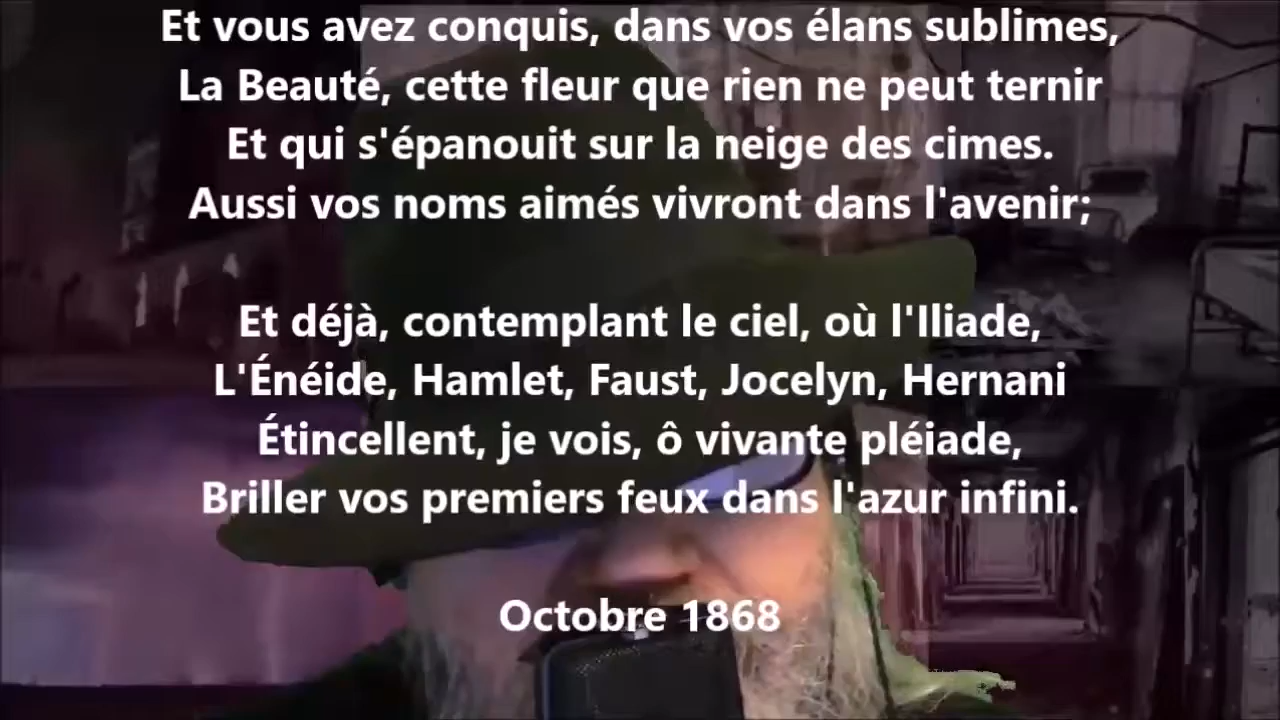 Et vous avez conquis, dans vos élans sublimes,
La Beauté, cette fleur que rien ne peut ternir
Et qui s'épanouit sur la neige des cimes.
Aussi vos noms aimés vivront dans l'avenir;
Et déjà, contemplant le ciel, où l'Iliade,
L'Énéide, Hamlet, Faust, Jocelyn, Hernani
Étincellent, je vois, ô vivante pléiade,
Briller vos premiers feux dans l'azur infini.
Octobre 1868